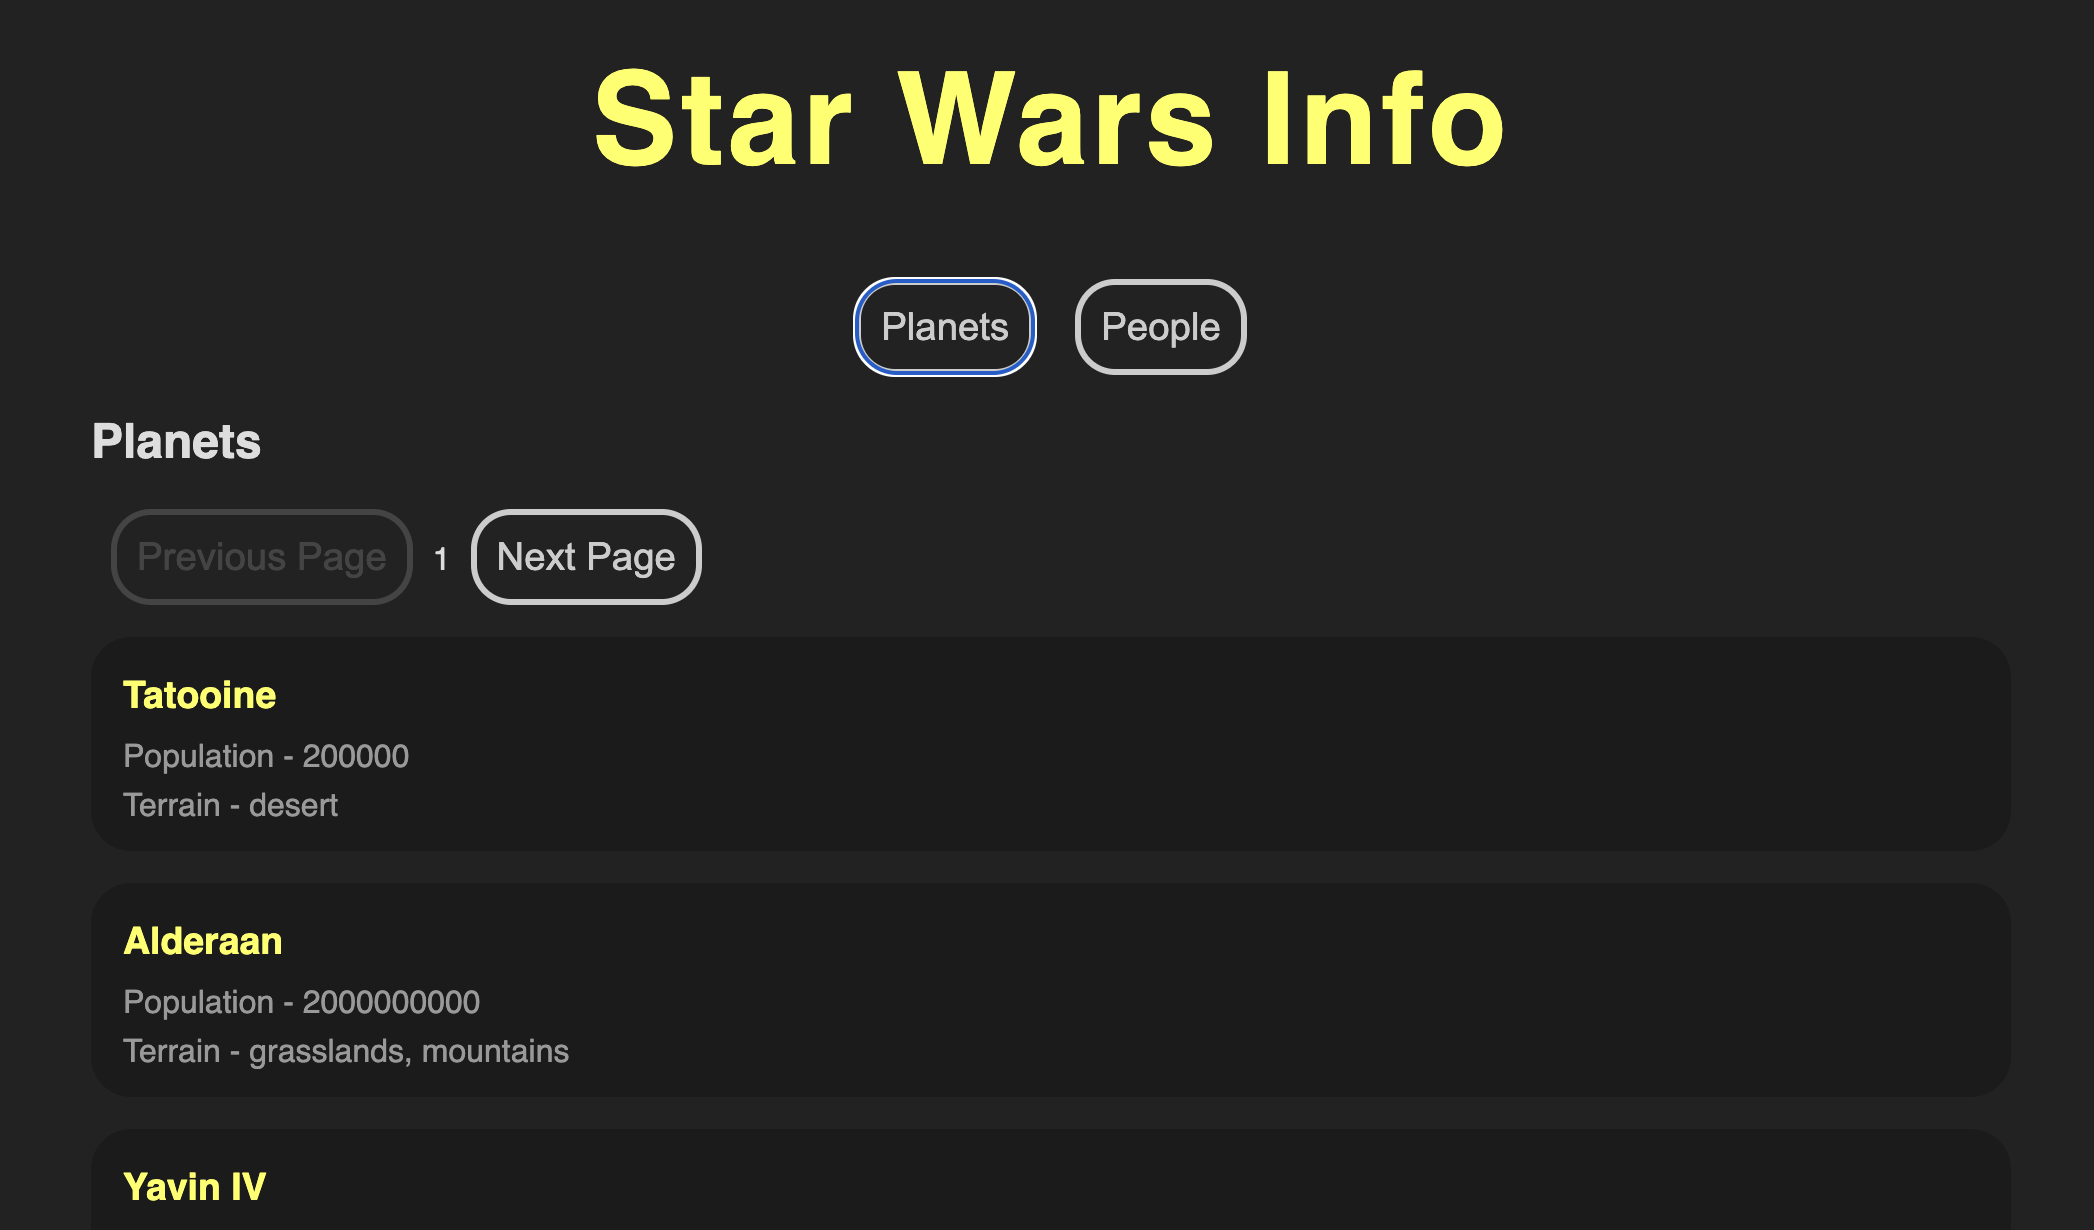 Star Wars Info
Planets People
Planets
Previous Page 1 Next Page
Tatooine
Population - 200000
Terrain - desert
Alderaan
Population - 2000000000
Terrain - grasslands, mountains
Yavin IV